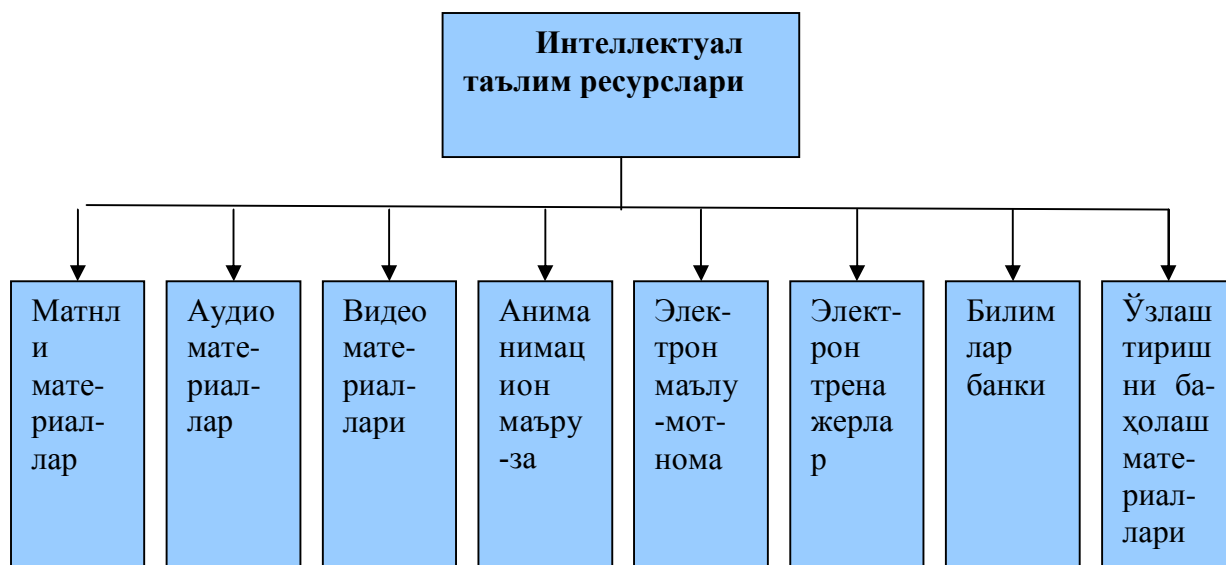 Интеллектуал
таълим ресурслари
Матнл
и
мате-
риал-
лар
Аудио
мате-
риал-
лар
Видео
мате-
риал-
лари
Анима
нимац
ион
маъру
-за
Элек-
трон
маълу
-мот-
нома
Элект-
рон
трена
жерла
р
Билим
лар
банки
Ўзлаш
тириш
ни ба-
ҳолаш
мате-
риал-
лари